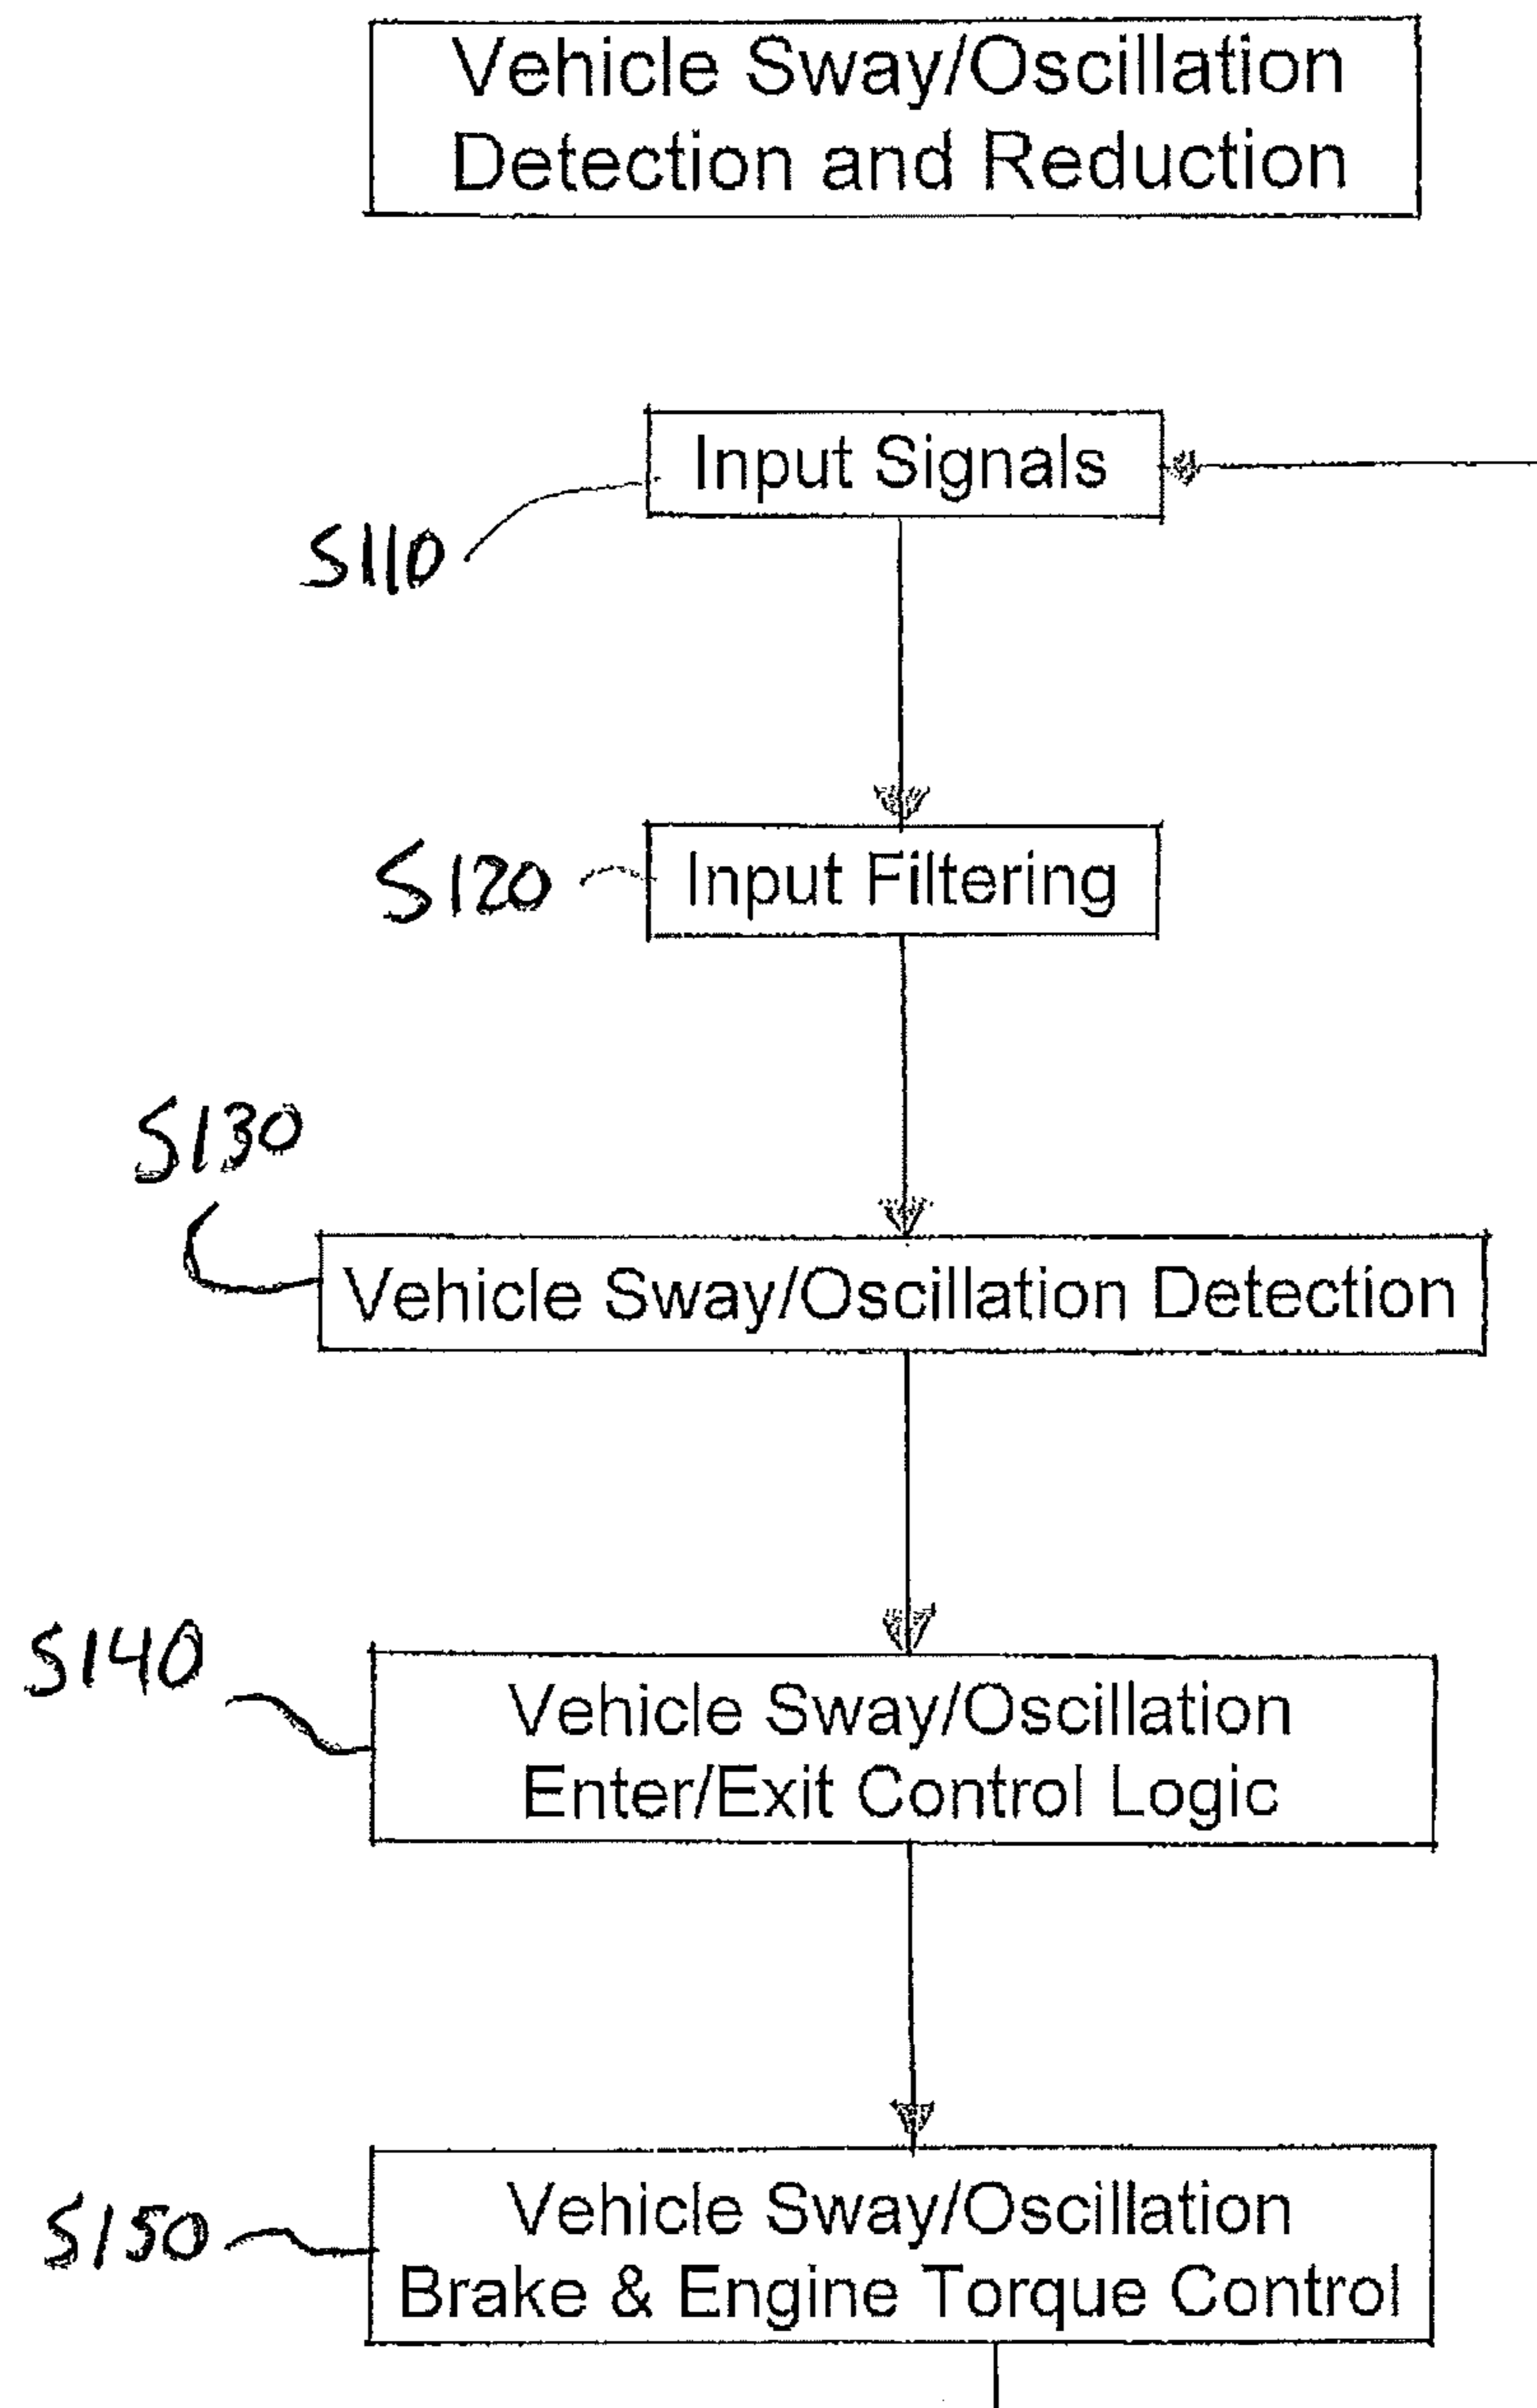 Vehicle Sway/Oscillation
Detection and Reduction
Input Signals
S110
Input Filtering
S120
S130
Vehicle Sway/Oscillation Detection
S140
Vehicle Sway/Oscillation
Enter/Exit Control Logic
S150
Vehicle Sway/Oscillation
Brake & Engine Torque Control